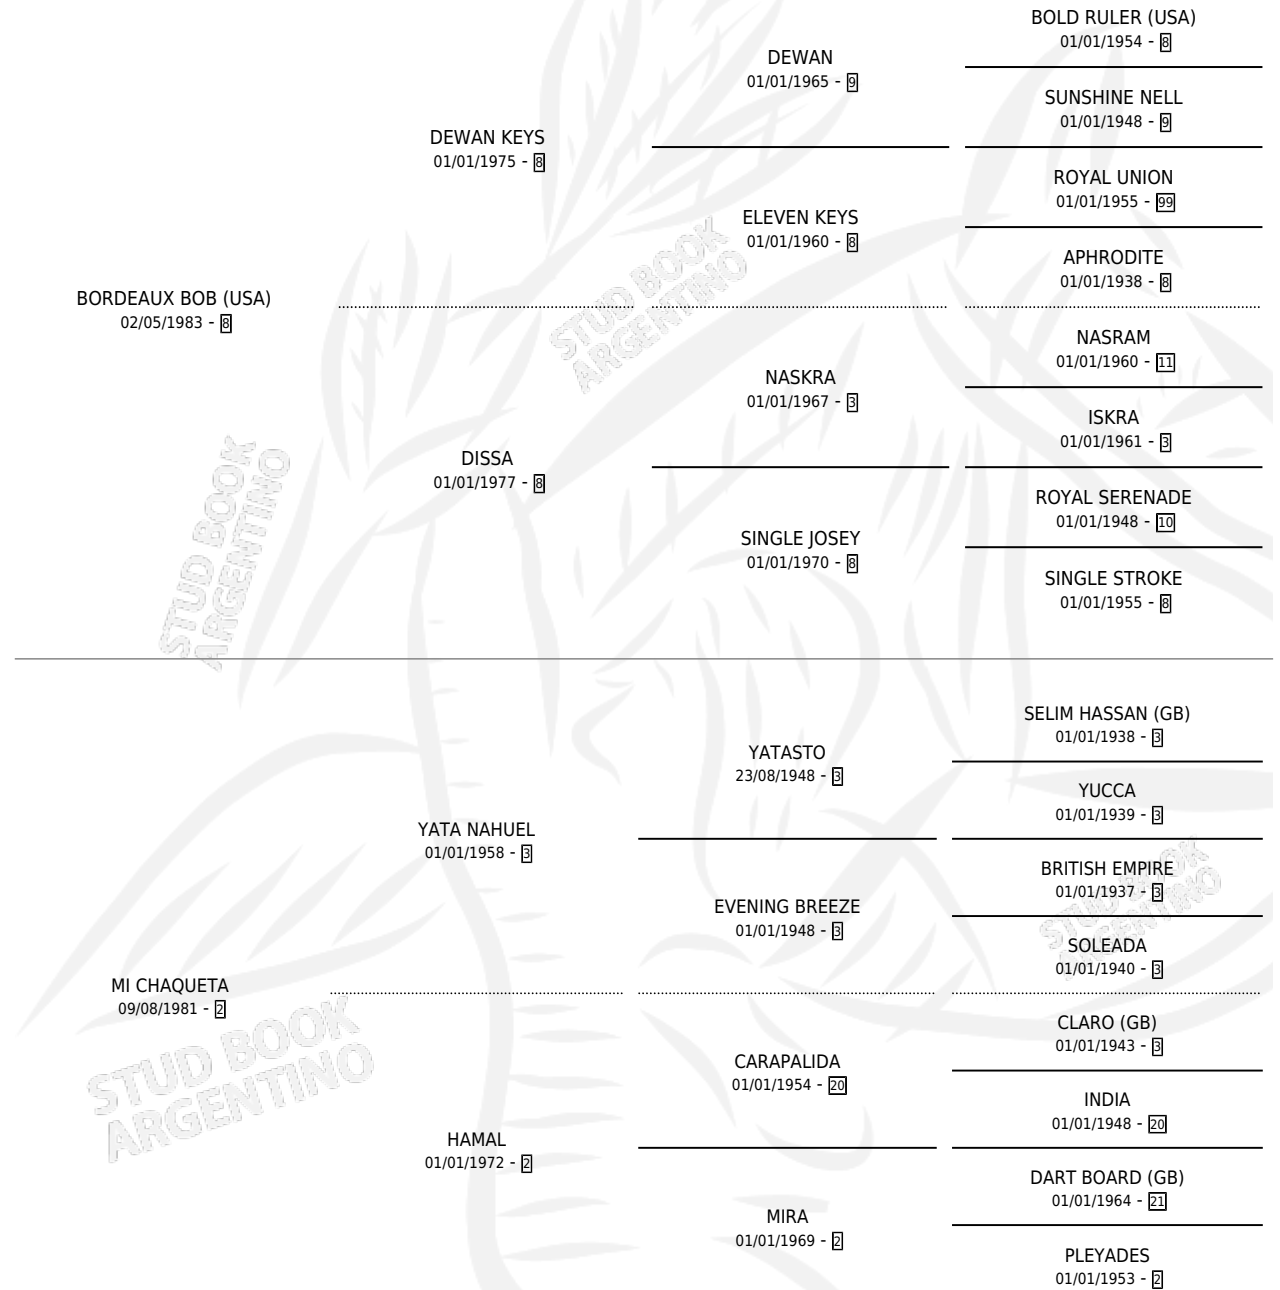 BOLD RULER (USA)
01/01/1954 - 8
DEWAN
01/01/1965 - 9
SUNSHINE NELL
01/01/1948 - 9
DEWAN KEYS
01/01/1975 - 8
ROYAL UNION
01/01/1955 - 99
ELEVEN KEYS
01/01/1960 - 8
APHRODITE
01/01/1938 - 8
BORDEAUX BOB (USA)
02/05/1983 - 8
STUD BOOK
ARGENTINO
NASRAM
01/01/1960 - 11
NASKRA
01/01/1967 - 3
ISKRA
01/01/1961 - 3
DISSA
01/01/1977 - 8
ROYAL SERENADE
01/01/1948 - 10
SINGLE JOSEY
01/01/1970 - 8
SINGLE STROKE
01/01/1955 - 8
STUD BOOK
ARGENTINO
SELIM HASSAN (GB)
01/01/1938 - 3
YATASTO
23/08/1948 - 3
YUCCA
01/01/1939 - 3
YATA NAHUEL
01/01/1958 - 3
BRITISH EMPIRE
01/01/1937 - 3
EVENING BREEZE
01/01/1948 - 3
SOLEADA
01/01/1940 - 3
STUD BOOK
ARGENTINO
MI CHAQUETA
09/08/1981 - 2
CLARO (GB)
01/01/1943 - 3
CARAPALIDA
01/01/1954 - 20
INDIA
01/01/1948 - 20
STUD BOOK
ARGENTINO
HAMAL
01/01/1972 - 2
DART BOARD (GB)
01/01/1964 - 21
MIRA
01/01/1969 - 2
PLEYADES
01/01/1953 - 2